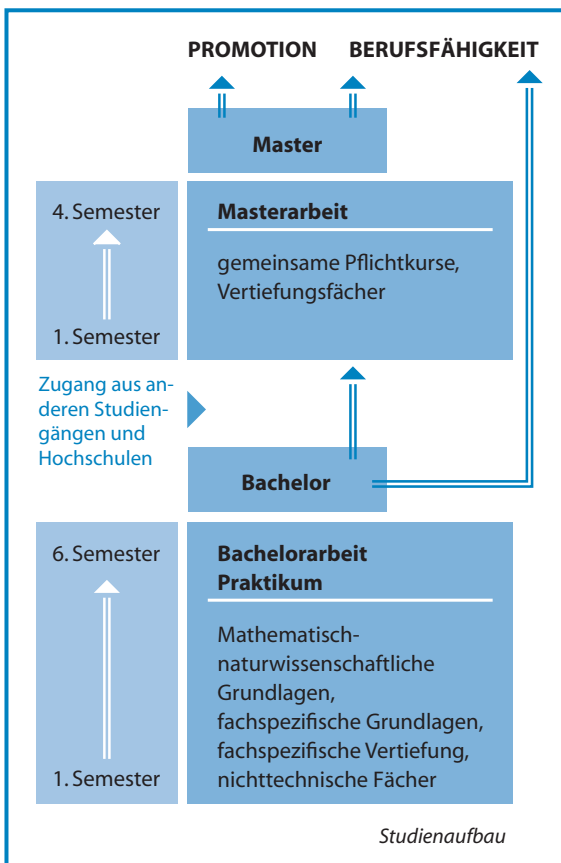 PROMOTION BERUFSFÄHIGKEIT
Master
4. Semester
1. Semester
Masterarbeit
gemeinsame Pflichtkurse,
Vertiefungsfächer
Zugang aus an-
deren Studien-
gängen und
Hochschulen
Bachelor
6. Semester
1. Semester
Bachelorarbeit
Praktikum
Mathematisch-
naturwissenschaftliche
Grundlagen,
fachspezifische Grundlagen,
fachspezifische Vertiefung,
nichttechnische Fächer
Studienaufbau